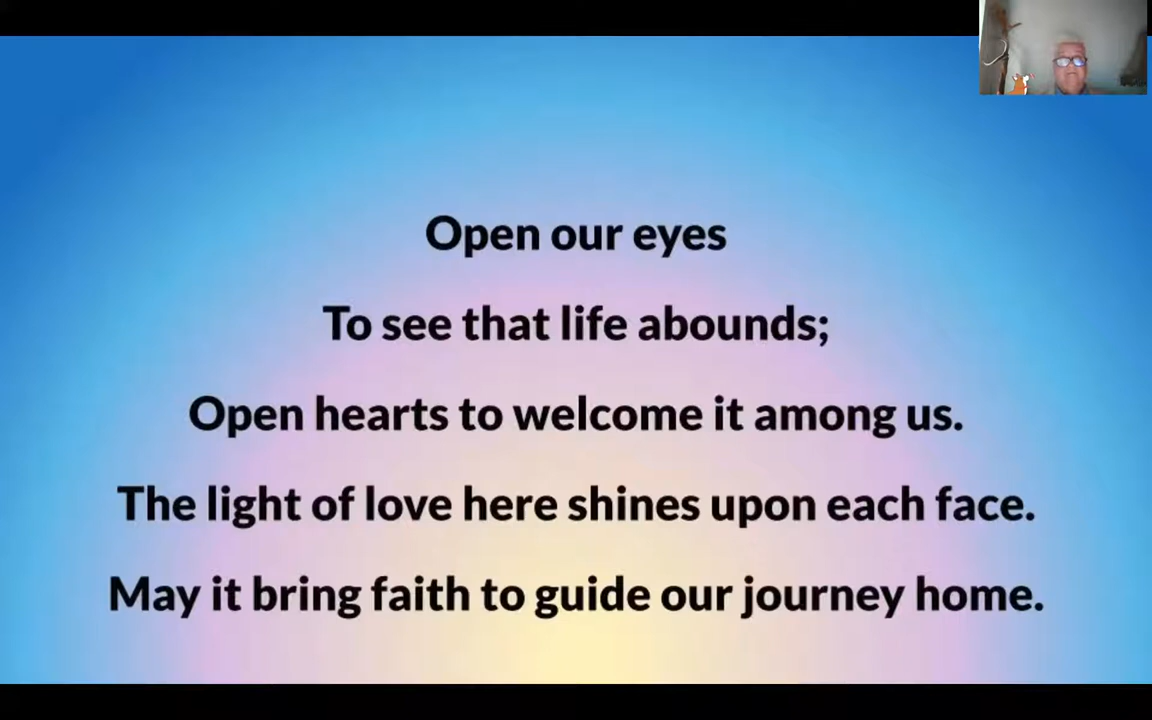 Open our eyes
To see that life abounds;
Open hearts to welcome it among us.
The light of love here shines upon each face.
May it bring faith to guide our journey home.